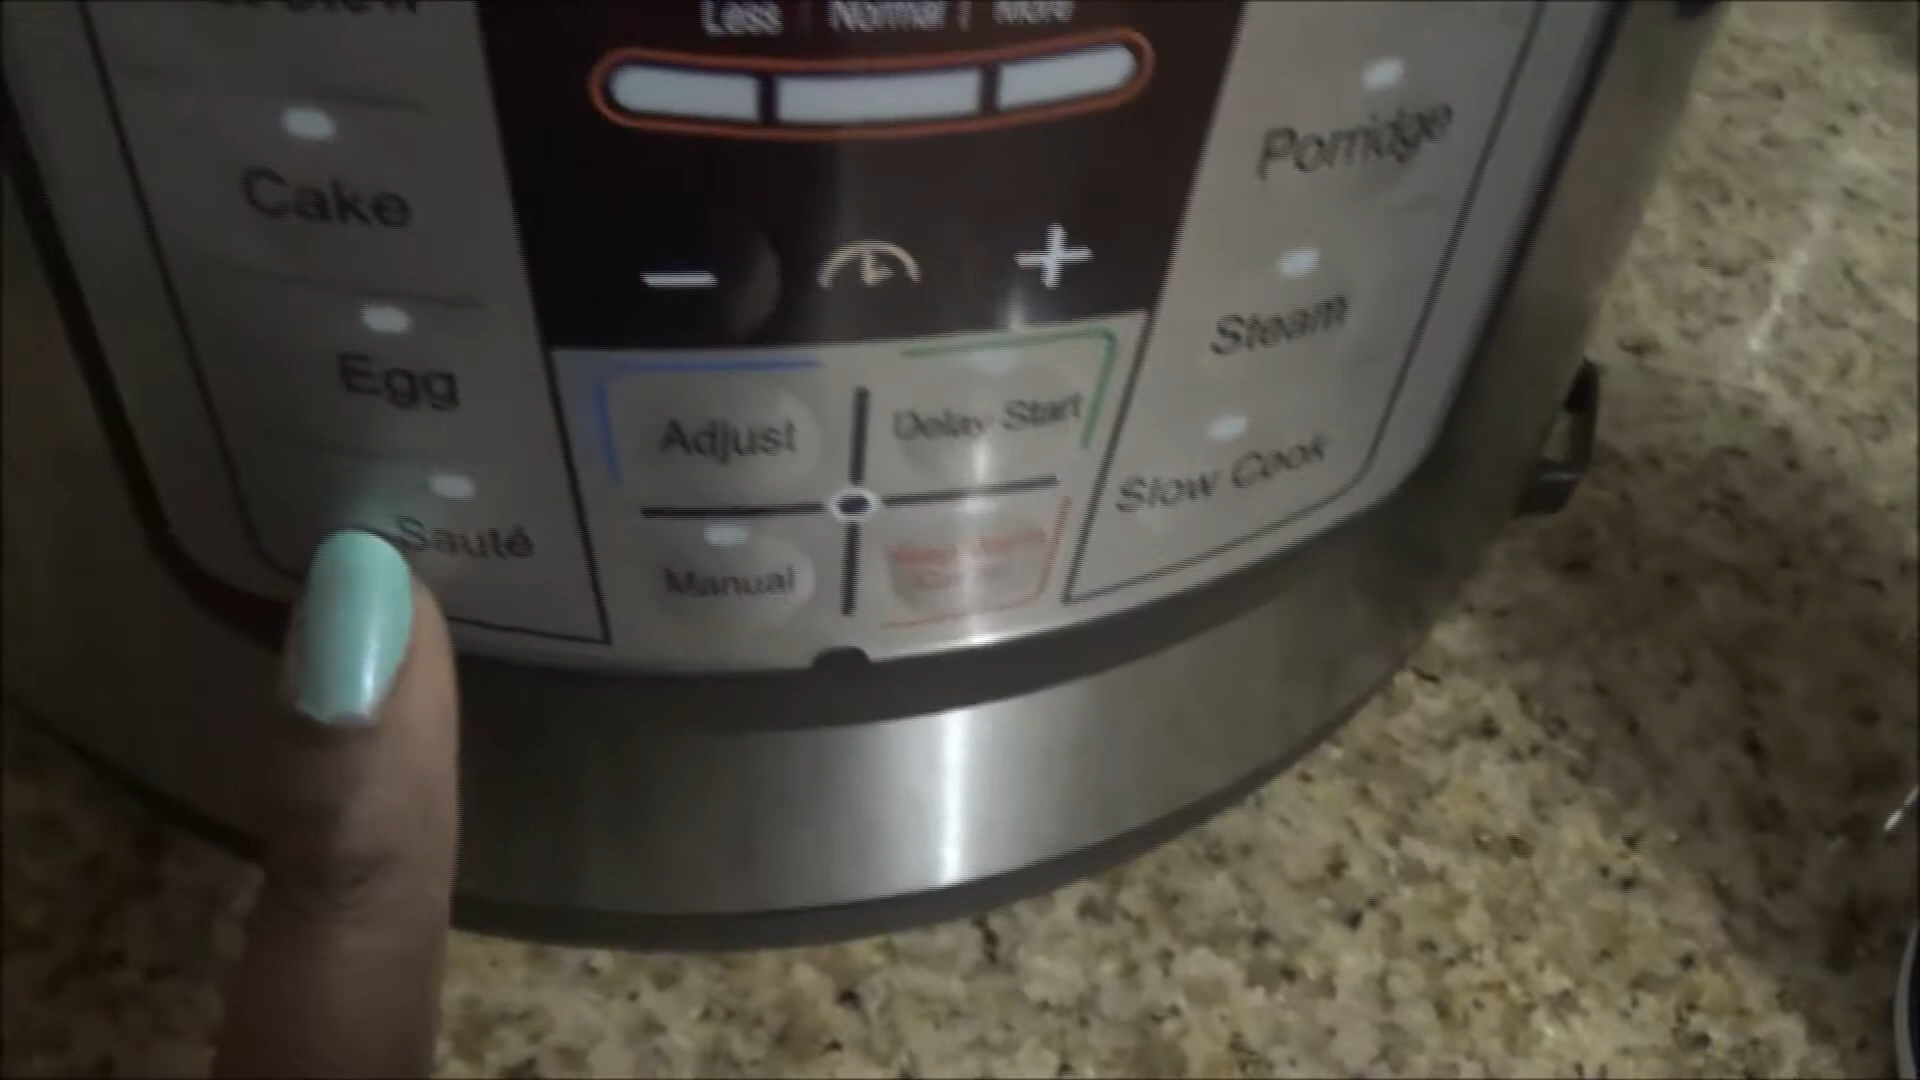 Less | Normal | More
Cake
Egg
Sauté
− +
Adjust
Delay Start
Manual
Porridge
Steam
Slow Cook